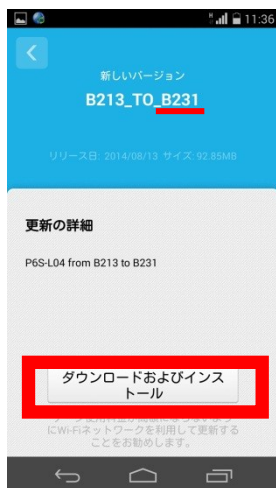 11:36
新しいバージョン
B213_TO_B231
リリース日: 2014/08/13 サイズ: 92.85MB
更新の詳細
P6S-L04 from B213 to B231
ダウンロードおよびインス
トール
にWi-Fiネットワークを利用して更新する
ことをお勧めします。